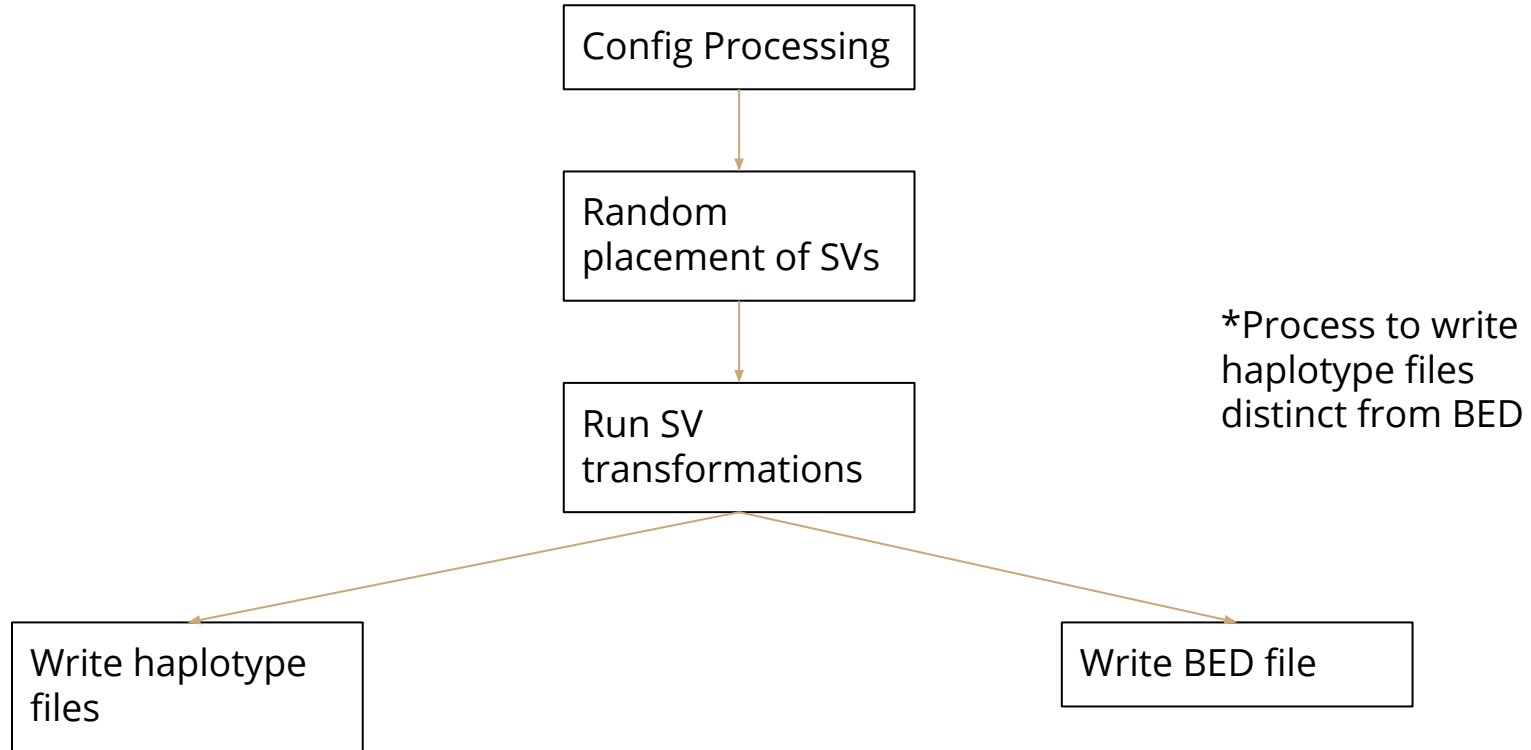 Config Processing
Random
placement of SVs
*Process to write
haplotype files
distinct from BED
Run SV
transformations
Write haplotype
files
Write BED file